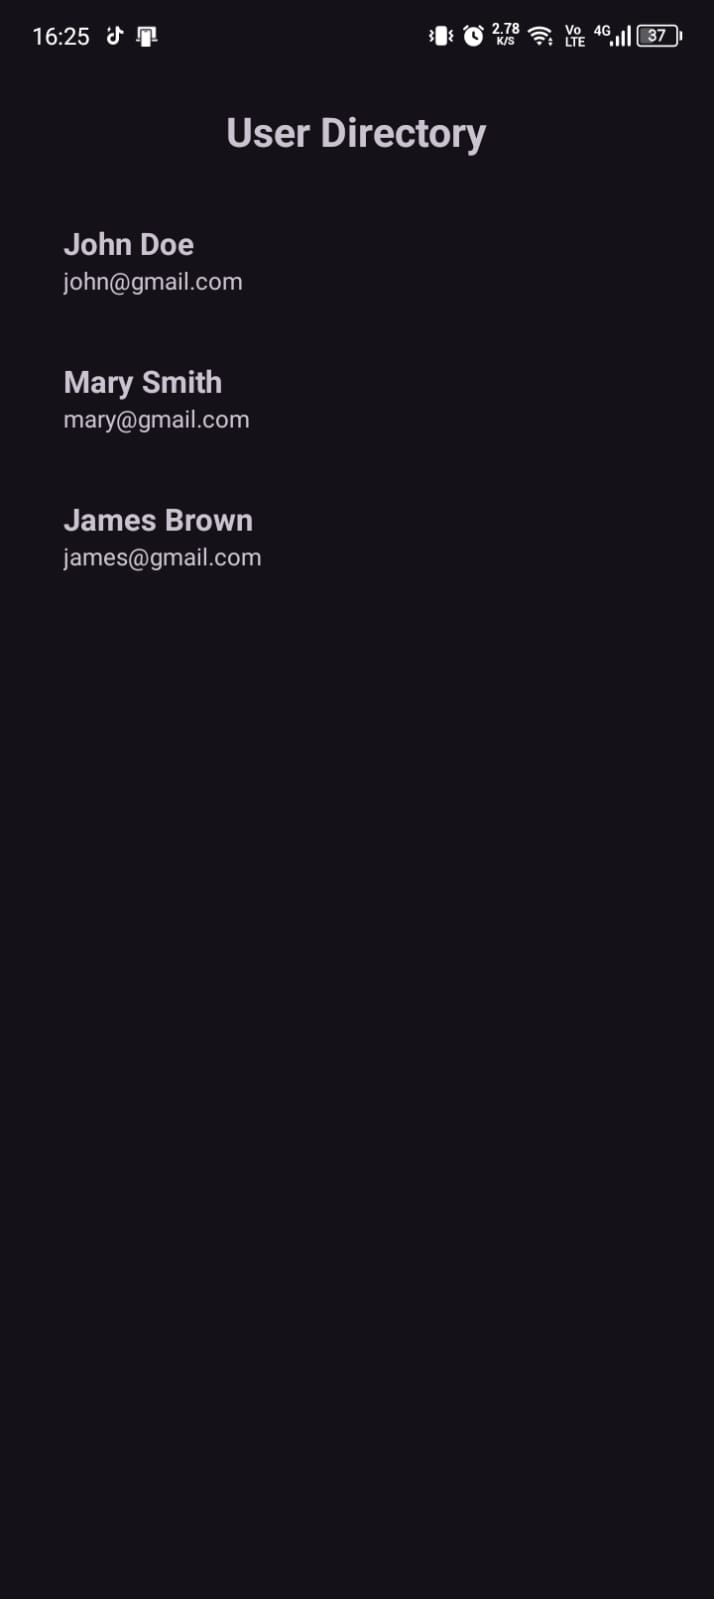 16:25
2.78
K/S
Vo
LTE
4G
37
User Directory
John Doe
john@gmail.com
Mary Smith
mary@gmail.com
James Brown
james@gmail.com